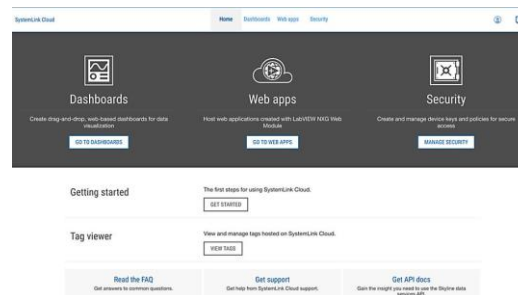 SystemLink Cloud
Home Dashboards Web apps Security
Dashboards
Create drag-and-drop, web-based dashboards for data
visualization
GO TO DASHBOARDS
Web apps
Host web applications created with LabVIEW NXG Web
Module
GO TO WEB APPS
Security
Create and manage device keys and policies for secure
access
MANAGE SECURITY
Getting started
The first steps for using SystemLink Cloud.
GET STARTED
Tag viewer
View and manage tags hosted on SystemLink Cloud.
VIEW TAGS
Read the FAQ
Get answers to common questions.
Get support
Get help from SystemLink Cloud support.
Get API docs
Gain the insight you need to use the Skyline data
services API.